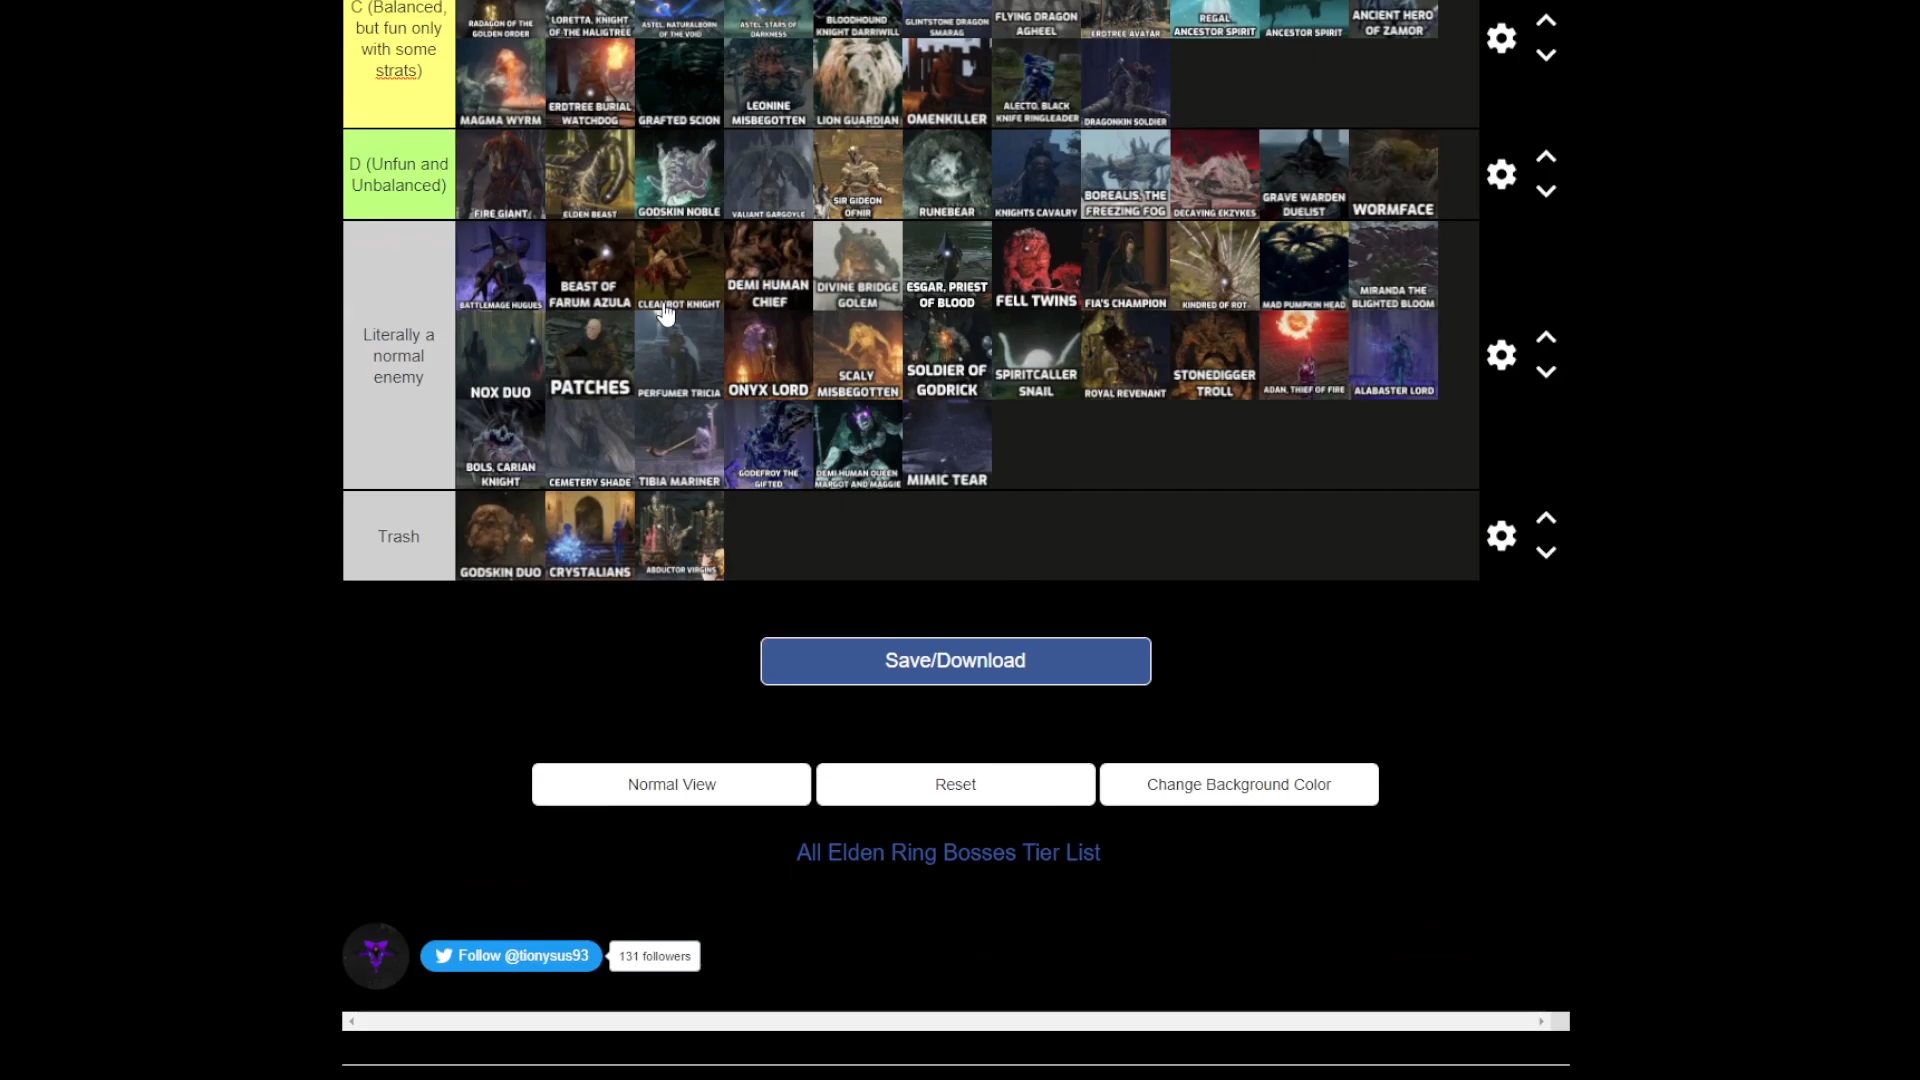 C (Balanced,
but fun only
with some
strats)
RADAGON OF THE
GOLDEN ORDER
LORETTA, KNIGHT
OF THE HALIGTREE
ASTEL, NATURALBORN
OF THE VOID
ASTEL, STARS OF
DARKNESS
BLOODHOUND
KNIGHT DARRIWILL
GLINTSTONE DRAGON
SMARAG
FLYING DRAGON
AGHEEL
ERDTREE AVATAR
REGAL
ANCESTOR SPIRIT
ANCESTOR SPIRIT
ANCIENT HERO
OF ZAMOR
MAGMA WYRM
ERDTREE BURIAL
WATCHDOG
GRAFTED SCION
LEONINE
MISBEGOTTEN
LION GUARDIAN
OMENKILLER
ALECTO, BLACK
KNIFE RINGLEADER
DRAGONKIN SOLDIER
D (Unfun and
Unbalanced)
FIRE GIANT
ELDEN BEAST
GODSKIN NOBLE
VALIANT GARGOYLE
SIR GIDEON
OFNIR
RUNEBEAR
KNIGHTS CAVALRY
BOREALIS, THE
FREEZING FOG
DECAYING EKZYKES
GRAVE WARDEN
DUELIST
WORMFACE
Literally a
normal
enemy
BATTLEMAGE HUGUES
BEAST OF
FARUM AZULA
CLEANROT KNIGHT
DEMI HUMAN
CHIEF
DIVINE BRIDGE
GOLEM
ESGAR, PRIEST
OF BLOOD
FELL TWINS
FIA'S CHAMPION
KINDRED OF ROT
MAD PUMPKIN HEAD
MIRANDA THE
BLIGHTED BLOOM
NOX DUO
PATCHES
PERFUMER TRICIA
ONYX LORD
SCALY
MISBEGOTTEN
SOLDIER OF
GODRICK
SPIRITCALLER
SNAIL
ROYAL REVENANT
STONEDIGGER
TROLL
ADAN, THIEF OF FIRE
ALABASTER LORD
BOLS, CARIAN
KNIGHT
CEMETERY SHADE
TIBIA MARINER
GODEFROY THE
GIFTED
DEMI HUMAN QUEEN
MARGOT AND MAGGIE
MIMIC TEAR
Trash
GODSKIN DUO
CRYSTALIANS
ABDUCTOR VIRGINS
Save/Download
Normal View
Reset
Change Background Color
All Elden Ring Bosses Tier List
Follow @tionysus93
131 followers